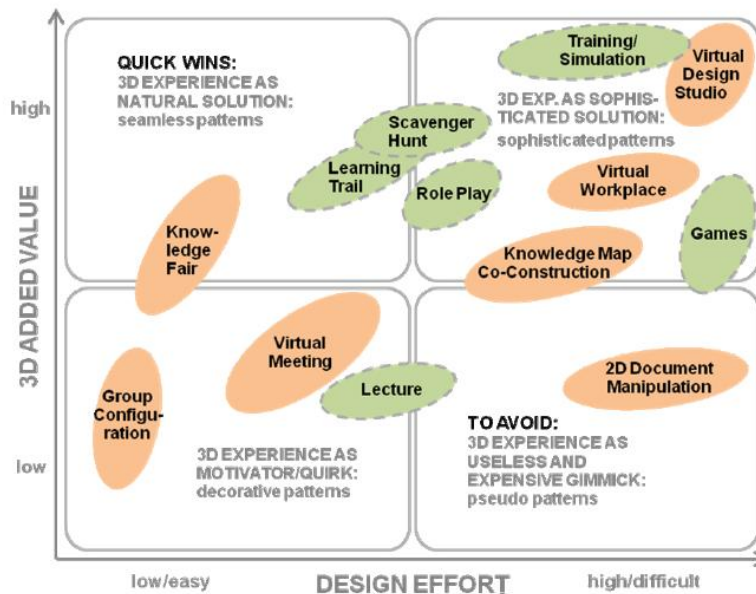 3D ADDED VALUE
high
low
QUICK WINS:
3D EXPERIENCE AS
NATURAL SOLUTION:
seamless patterns
Training/
Simulation
Virtual
Design
Studio
3D EXP. AS SOPHIS-
TICATED SOLUTION:
sophisticated patterns
Scavenger
Hunt
Learning
Trail
Role Play
Virtual
Workplace
Know-
ledge
Fair
Knowledge Map
Co-Construction
Games
Virtual
Meeting
Lecture
2D Document
Manipulation
Group
Configu-
ration
3D EXPERIENCE AS
MOTIVATOR/QUIRK:
decorative patterns
TO AVOID:
3D EXPERIENCE AS
USELESS AND
EXPENSIVE GIMMICK:
pseudo patterns
low/easy
DESIGN EFFORT
high/difficult